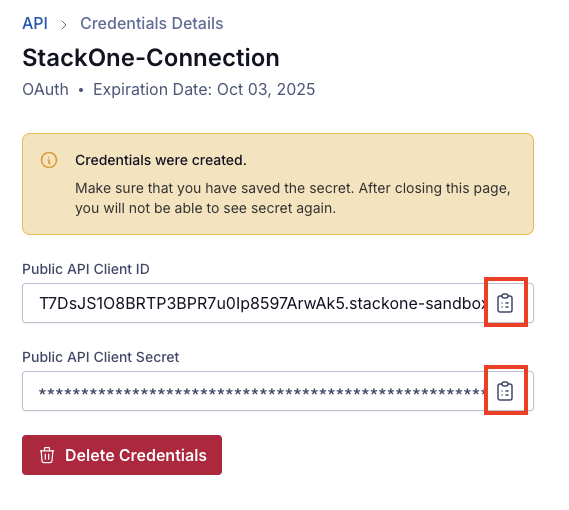 API > Credentials Details
StackOne-Connection
OAuth • Expiration Date: Oct 03, 2025
Credentials were created.
Make sure that you have saved the secret. After closing this page,
you will not be able to see secret again.
Public API Client ID
T7DsJS1O8BRTP3BPR7u0Ip8597ArwAk5.stackone-sandbox
Public API Client Secret
******************************************************
Delete Credentials